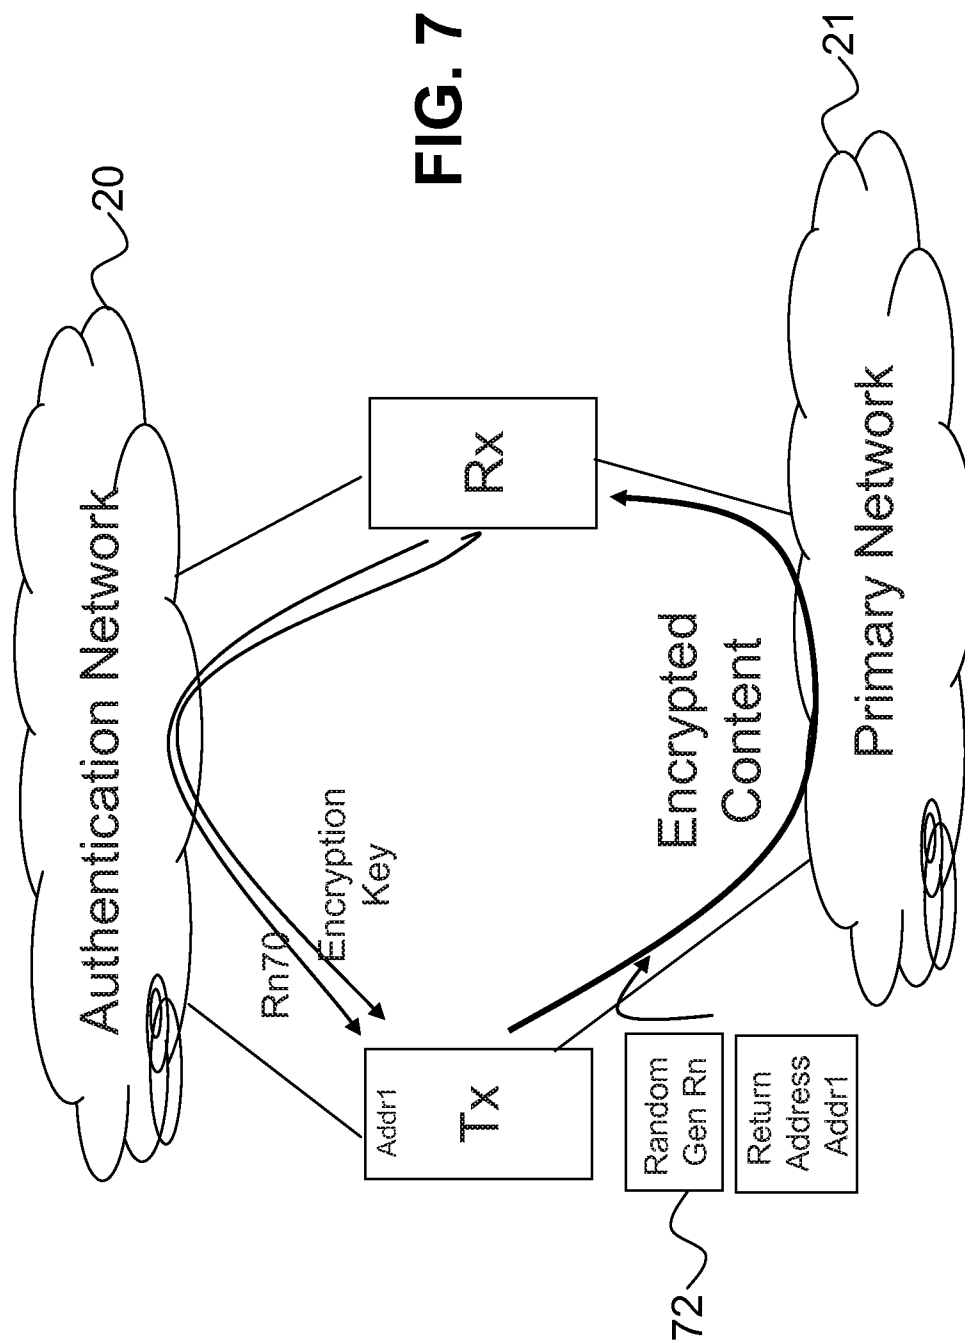 Authentication Network
20
Addr1
Tx
Rn70
Encryption
Key
Rx
FIG. 7
Encrypted
Content
72
Random
Gen Rn
Return
Address
Addr1
Primary Network
21